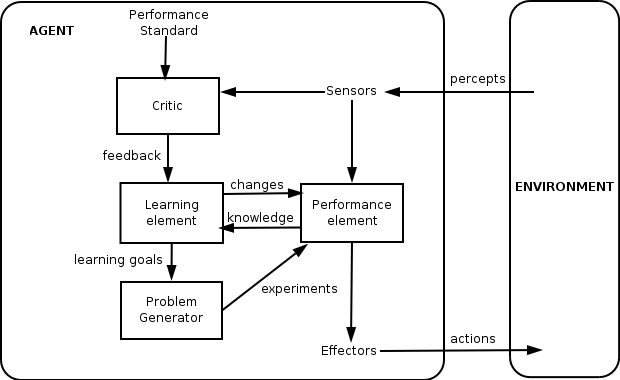 Performance
Standard
AGENT
percepts
Sensors
Critic
feedback
changes
ENVIRONMENT
Learning
element
Performance
element
knowledge
learning goals
experiments
Problem
Generator
actions
Effectors